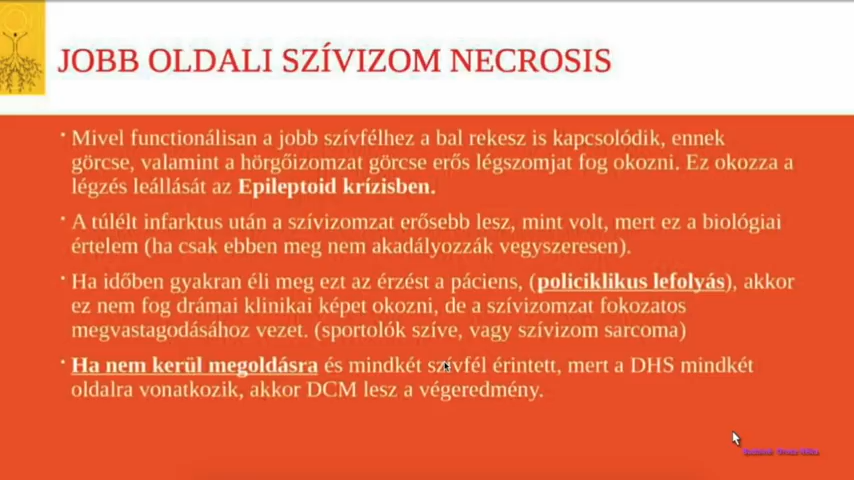 JOBB OLDALI SZÍVIZOM NECROSIS
• Mivel functionálisan a jobb szívfélhez a bal rekesz is kapcsolódik, ennek
görcse, valamint a hörgőizomzat görcse erős légszomjat fog okozni. Ez okozza a
légzés leállását az Epileptoid krízisben.
• A túlélt infarktus után a szívizomzat erősebb lesz, mint volt, mert ez a biológiai
értelem (ha csak ebben meg nem akadályozzák vegyszeresen).
• Ha időben gyakran éli meg ezt az érzést a páciens, (policiklikus lefolyás), akkor
ez nem fog drámai klinikai képet okozni, de a szívizomzat fokozatos
megvastagodásához vezet. (sportolók szíve, vagy szívizom sarcoma)
• Ha nem kerül megoldásra és mindkét szívfél érintett, mert a DHS mindkét
oldalra vonatkozik, akkor DCM lesz a végeredmény.